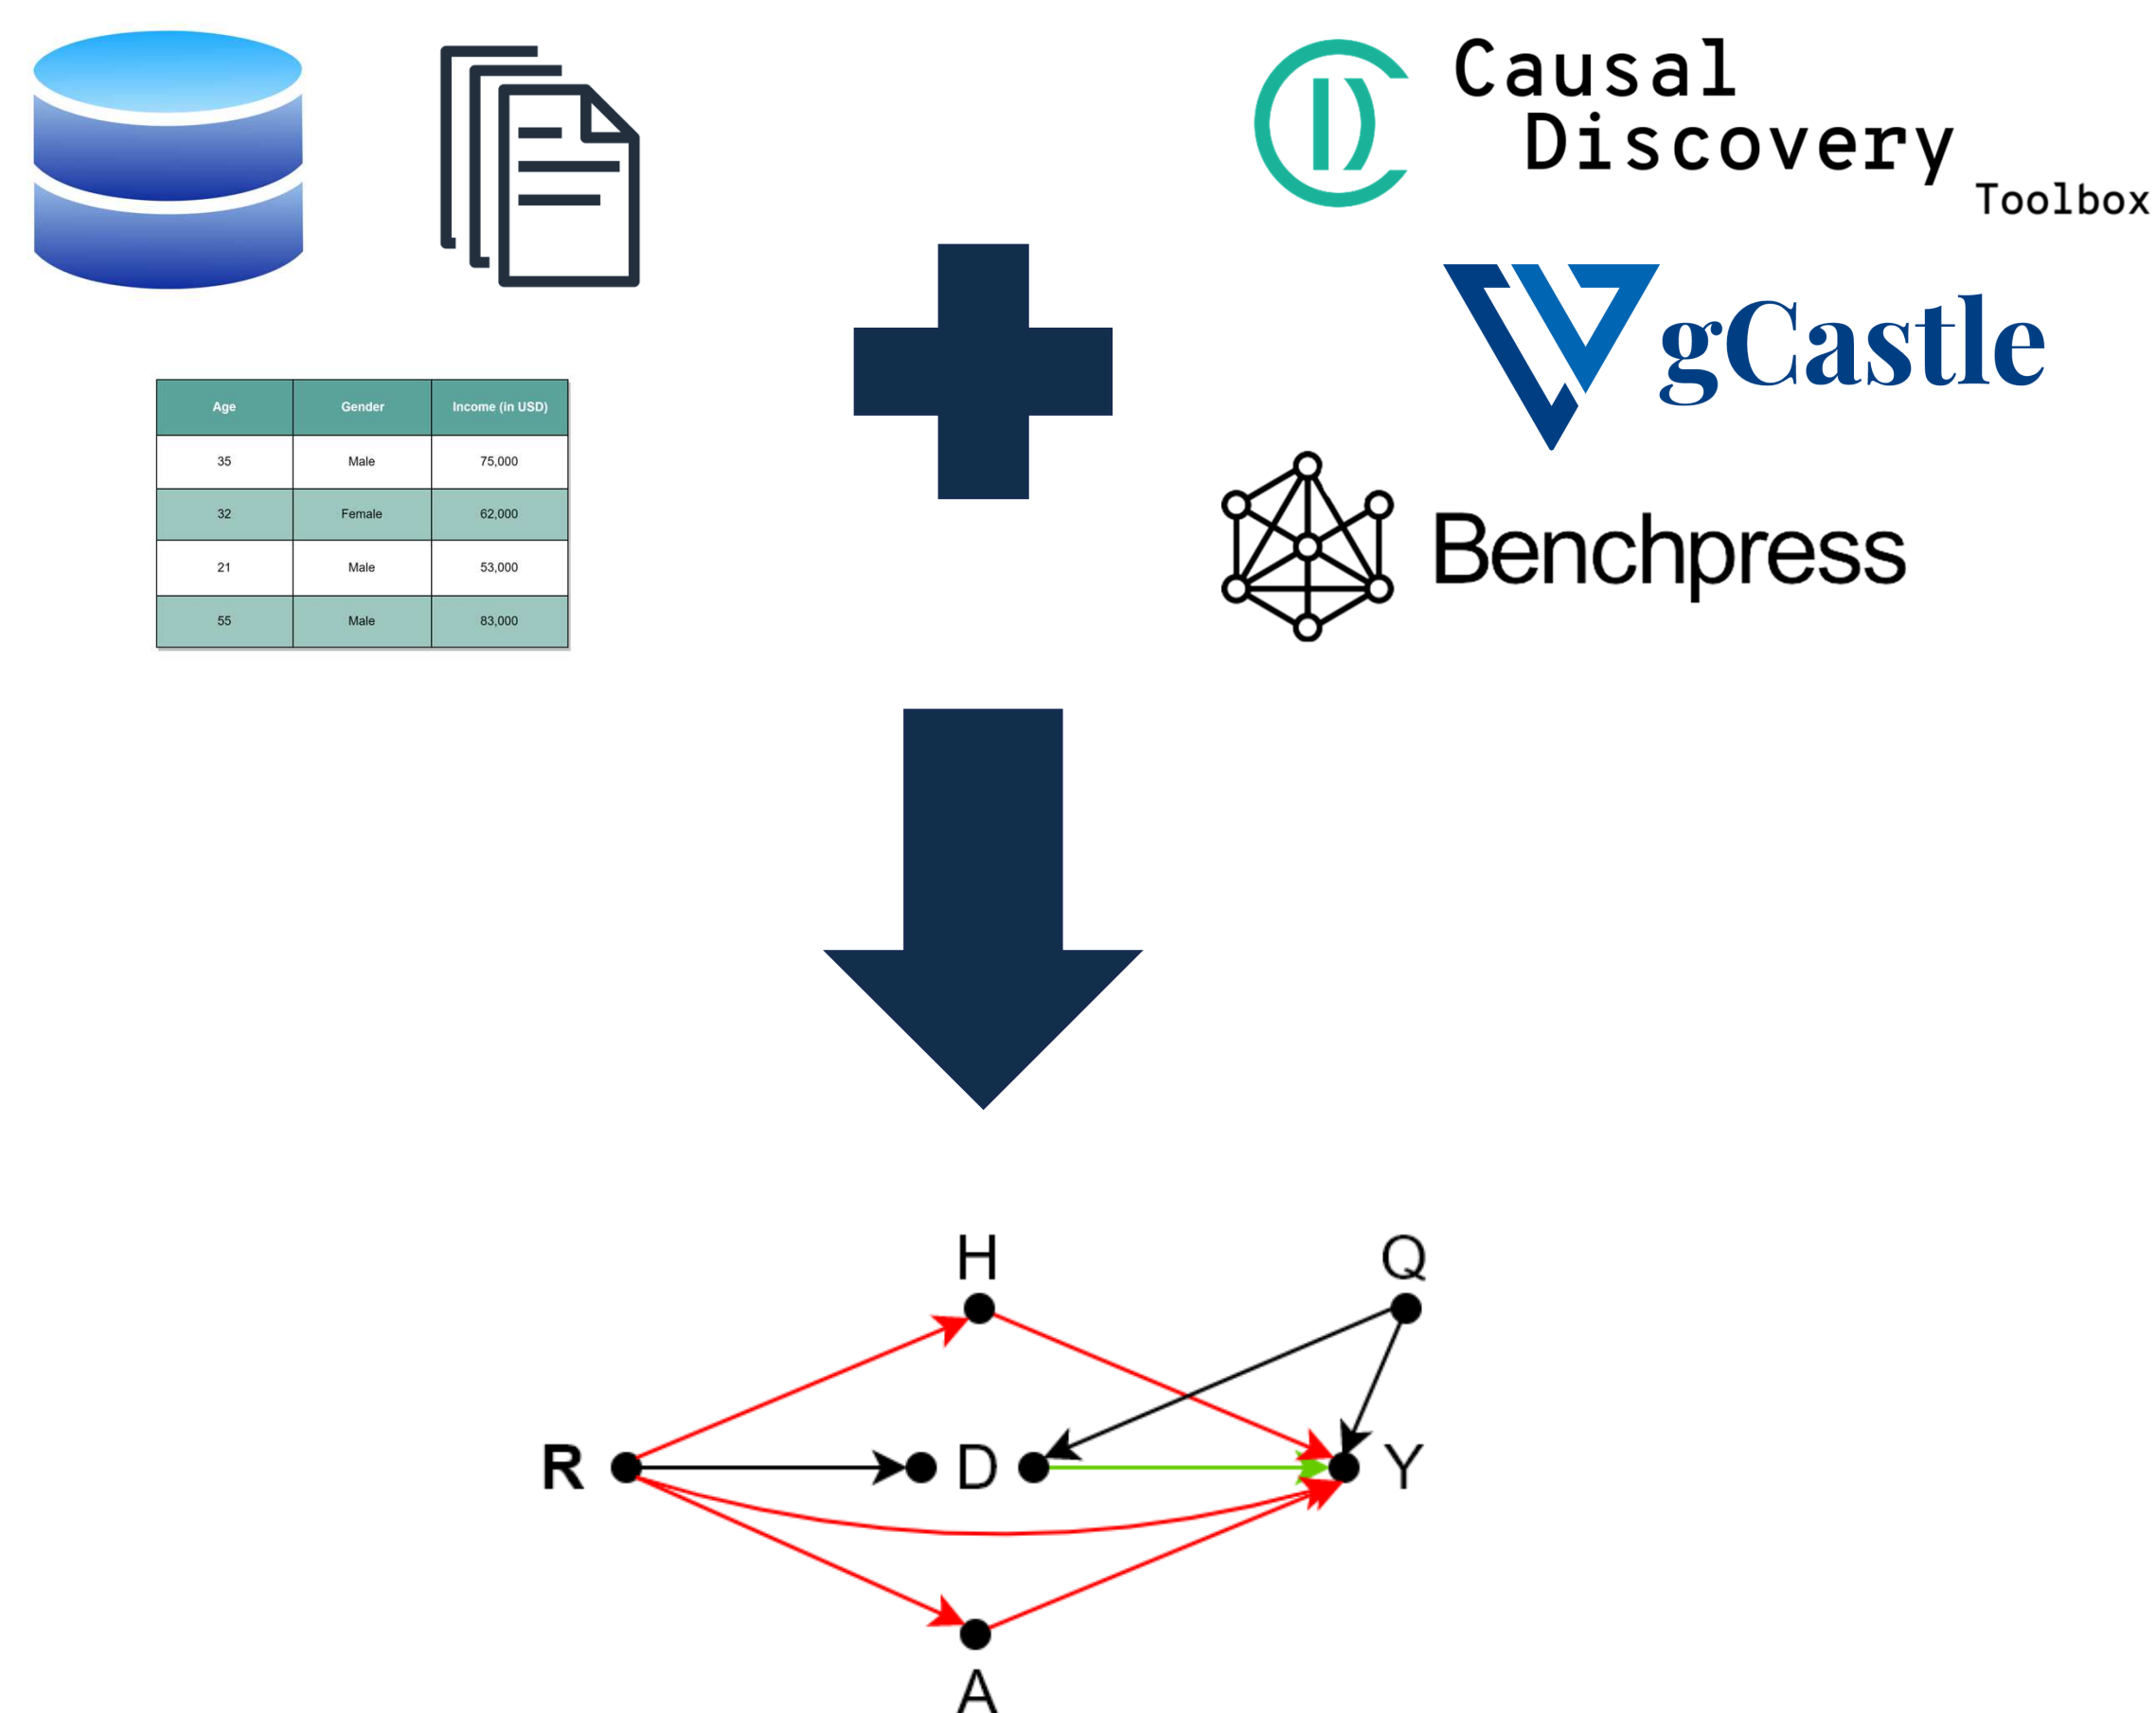 Causal
Discovery
Toolbox
gCastle
Age Gender Income (in USD)
35 Male 75,000
32 Female 62,000
21 Male 53,000
55 Male 83,000
Benchpress
H Q
R D Y
A